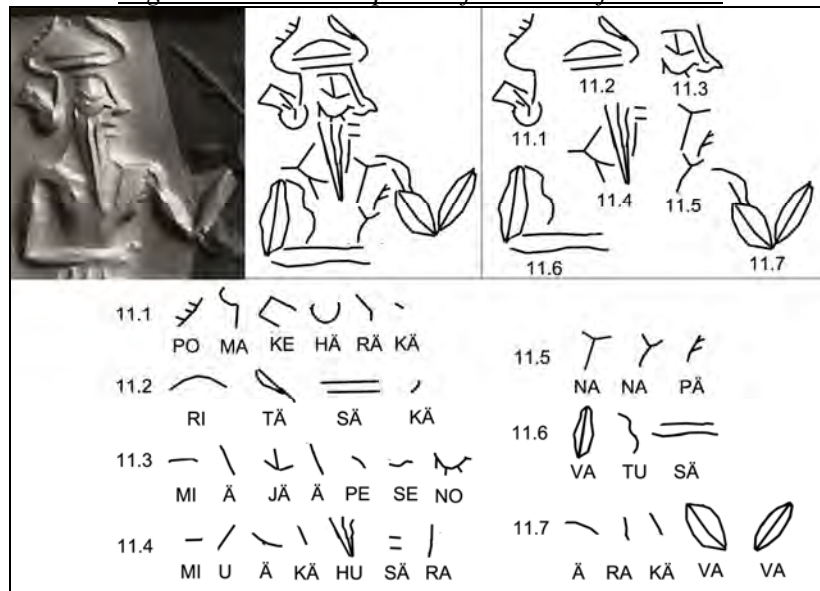 11.1
11.2
11.3
11.4
11.5
11.6
11.7
11.1
PO MA KE HÄ RÄ KÄ
11.2
RI TÄ SÄ KÄ
11.3
MI Ä JÄ Ä PE SE NO
11.4
MI U Ä KÄ HU SÄ RA
11.5
NA NA PÄ
11.6
VA TU SÄ
11.7
Ä RA KÄ VA VA